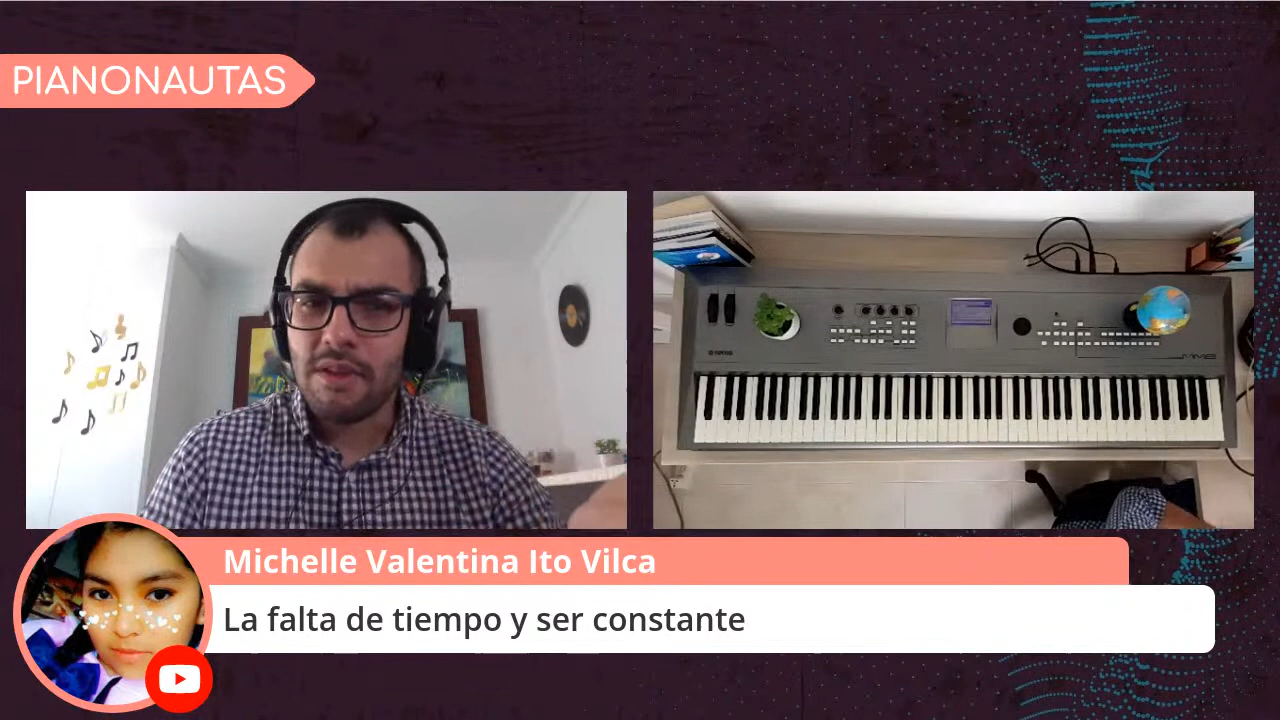 PIANONAUTAS
Michelle Valentina Ito Vilca
La falta de tiempo y ser constante